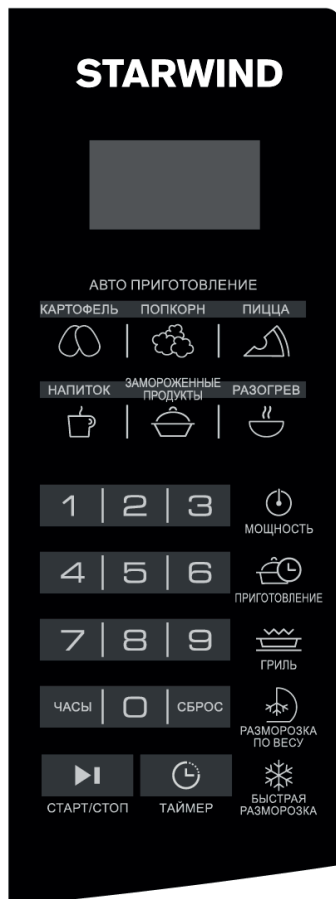 STARWIND
АВТО ПРИГОТОВЛЕНИЕ
КАРТОФЕЛЬ ПОПКОРН ПИЦЦА
НАПИТОК ЗАМОРОЖЕННЫЕ ПРОДУКТЫ РАЗОГРЕВ
1 2 3
МОЩНОСТЬ
4 5 6
ПРИГОТОВЛЕНИЕ
7 8 9
ГРИЛЬ
ЧАСЫ 0 СБРОС
РАЗМОРОЗКА
ПО ВЕСУ
СТАРТ/СТОП ТАЙМЕР
БЫСТРАЯ
РАЗМОРОЗКА